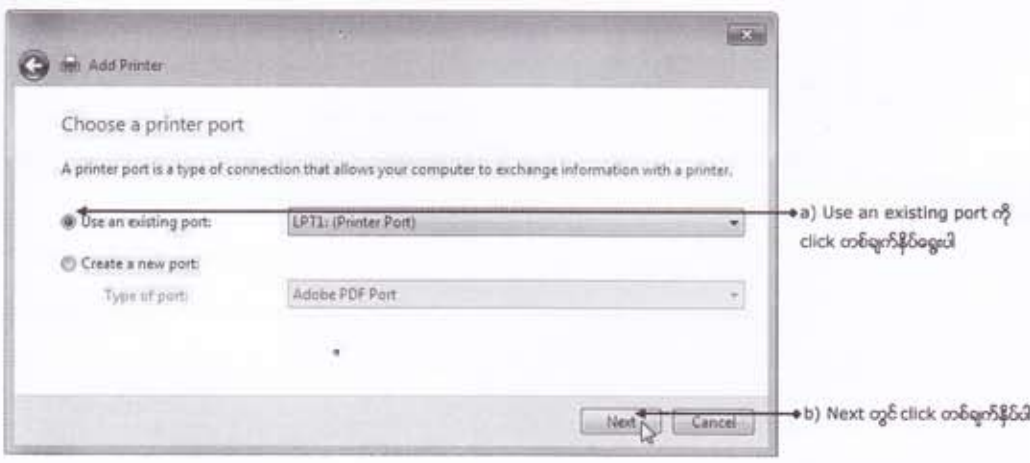 Add Printer
Choose a printer port
A printer port is a type of connection that allows your computer to exchange information with a printer.
Use an existing port: LPT1: (Printer Port)
a) Use an existing port ကို
click တစ်ချက်နှိပ်ရွေးပါ
Create a new port:
Type of port: Adobe PDF Port
Next Cancel
b) Next တွင် click တစ်ချက်နှိပ်ပါ